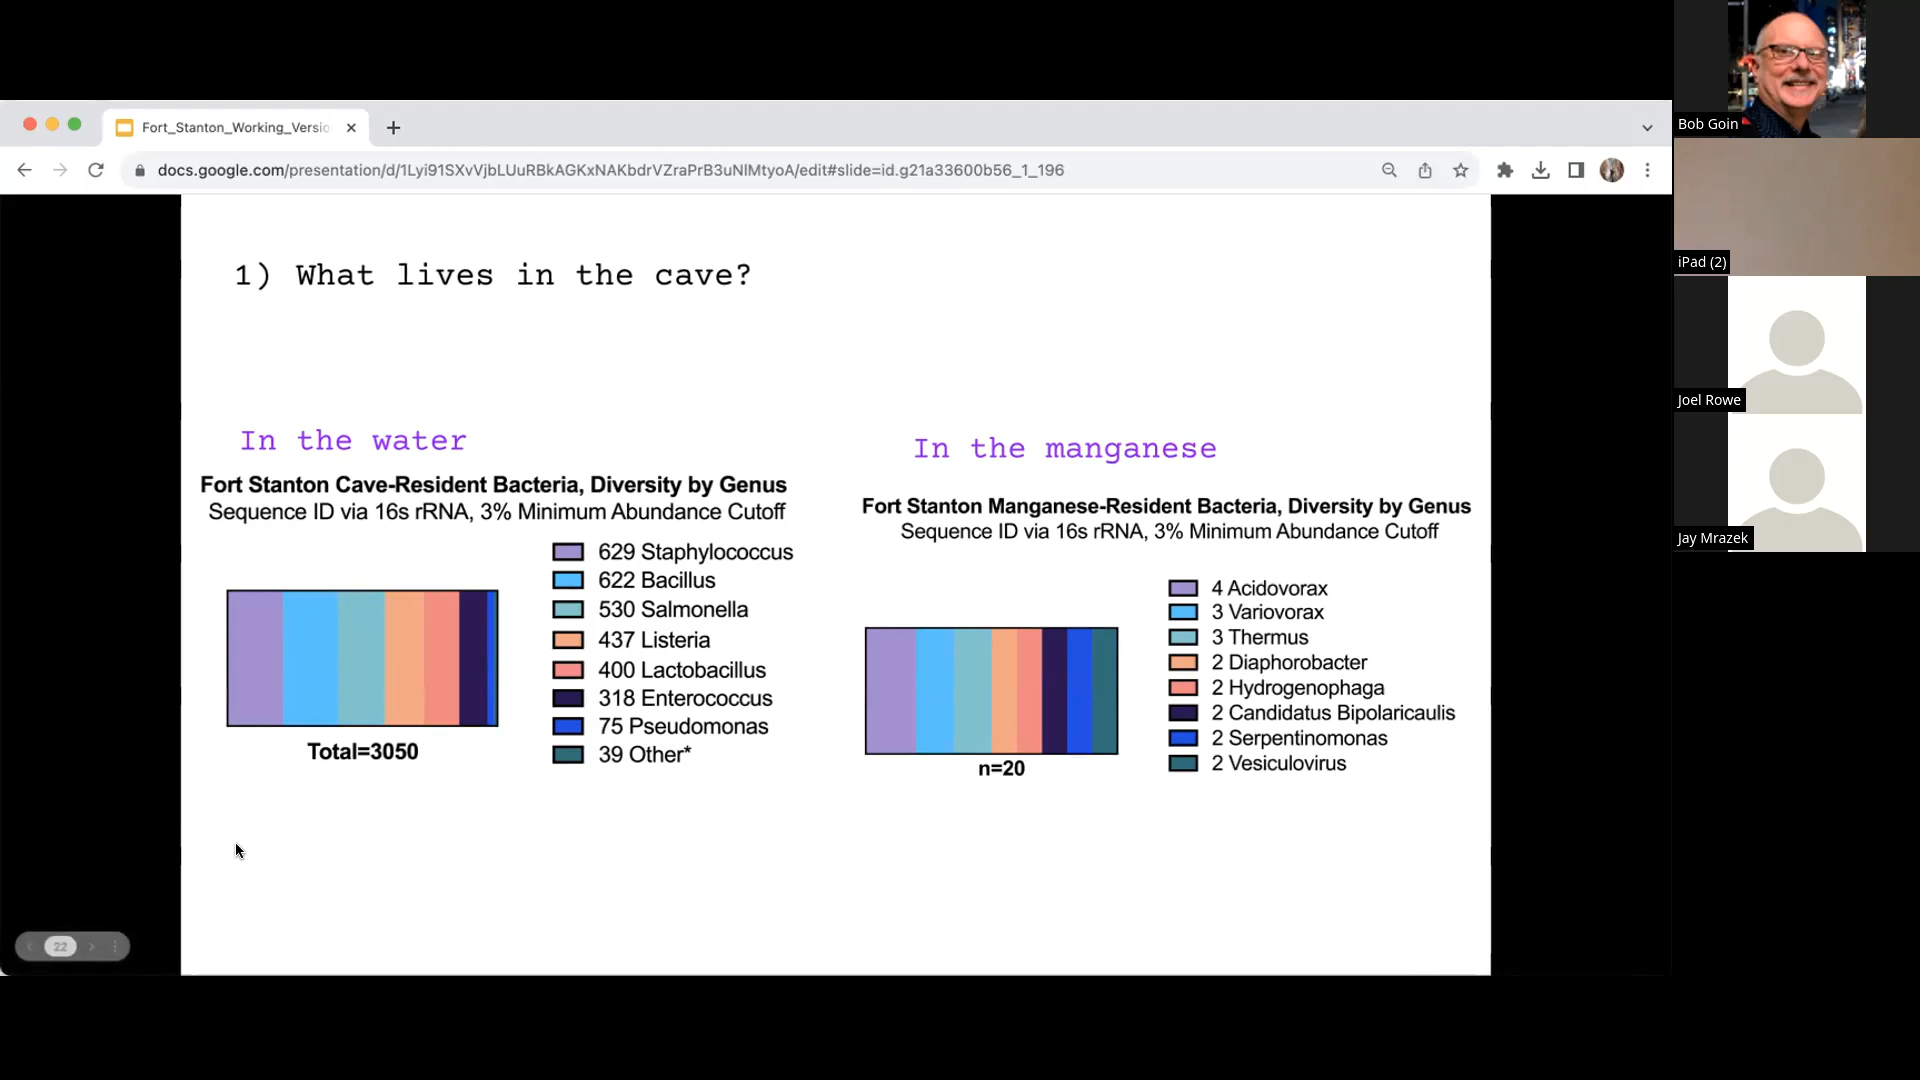 Fort_Stanton_Working_Versio
docs.google.com/presentation/d/1Lyi91SXvVjbLUuRBkAGKxNAKbdrVZraPrB3uNlMtyoA/edit#slide=id.g21a33600b56_1_196
1) What lives in the cave?
In the water
Fort Stanton Cave-Resident Bacteria, Diversity by Genus
Sequence ID via 16s rRNA, 3% Minimum Abundance Cutoff
629 Staphylococcus
622 Bacillus
530 Salmonella
437 Listeria
400 Lactobacillus
318 Enterococcus
75 Pseudomonas
39 Other*
Total=3050
In the manganese
Fort Stanton Manganese-Resident Bacteria, Diversity by Genus
Sequence ID via 16s rRNA, 3% Minimum Abundance Cutoff
4 Acidovorax
3 Variovorax
3 Thermus
2 Diaphorobacter
2 Hydrogenophaga
2 Candidatus Bipolaricaulis
2 Serpentinomonas
2 Vesiculovirus
n=20
22
Bob Goin
iPad (2)
Joel Rowe
Jay Mrazek